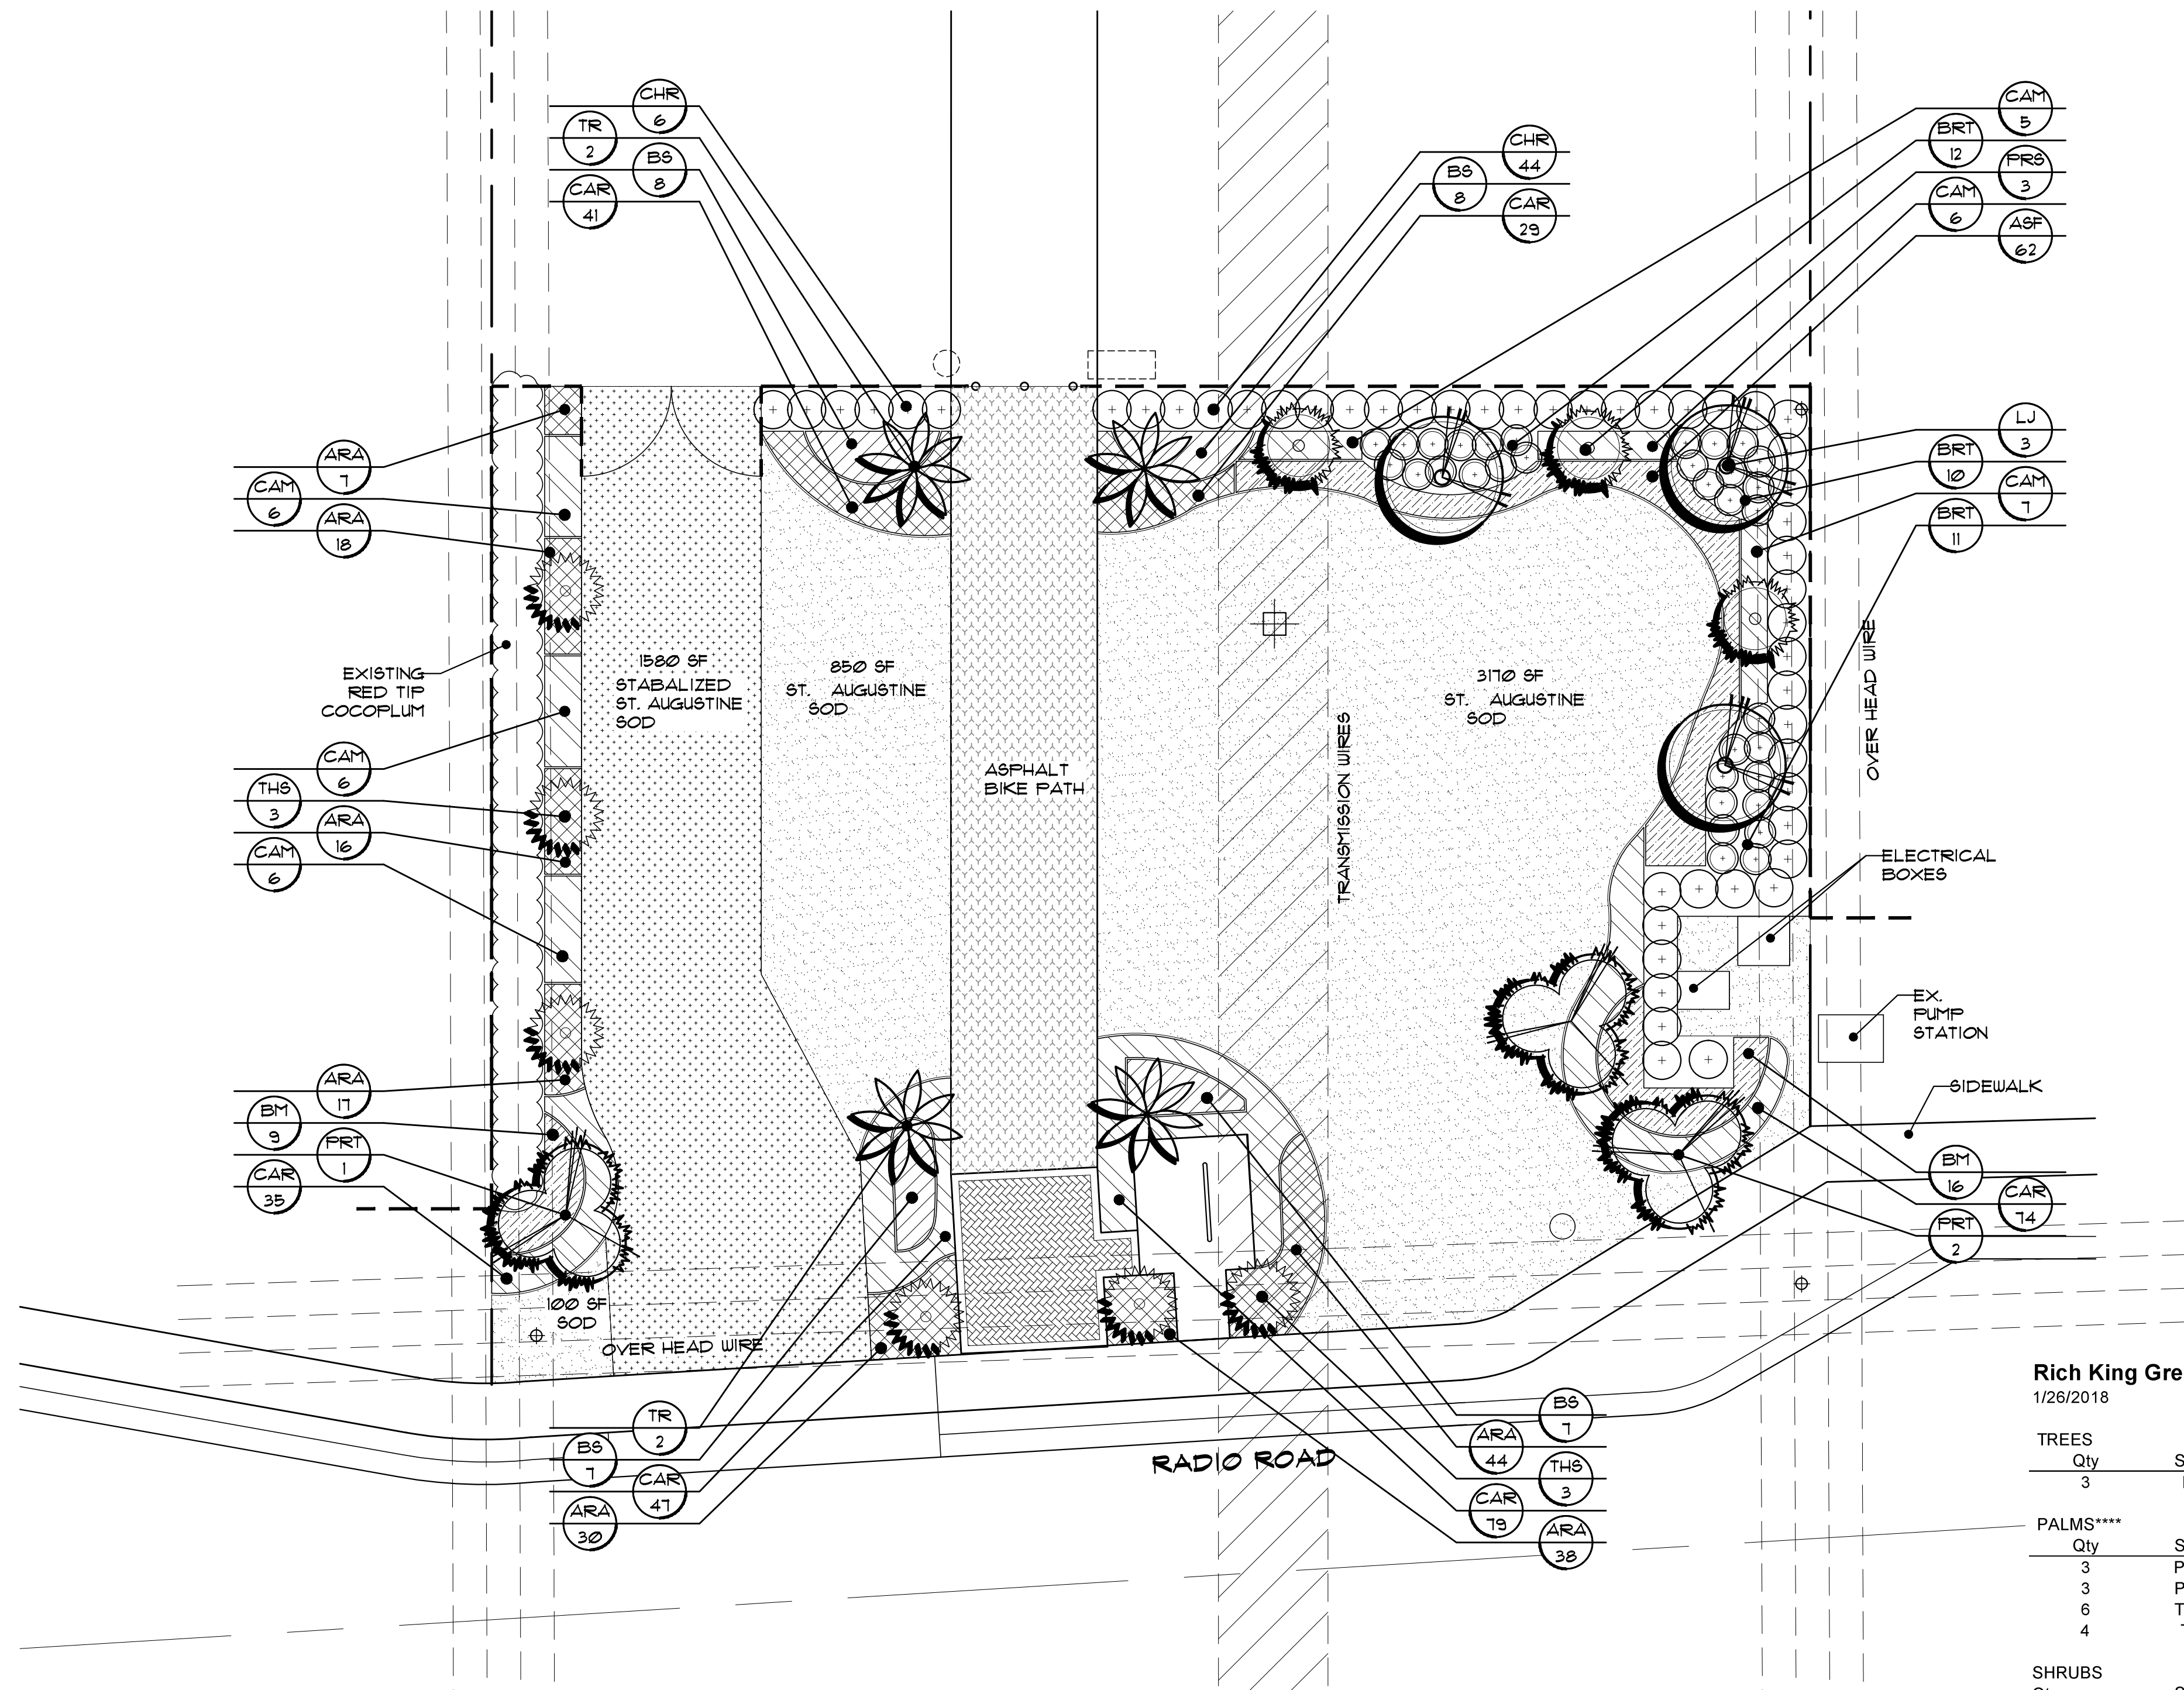 CHR
6
TR
2
BS
8
CAR
41
CHR
44
BS
8
CAR
29
CAM
5
BRT
12
PRS
3
CAM
6
ASF
62
LJ
3
BRT
10
CAM
7
BRT
11
ARA
7
CAM
6
ARA
18
EXISTING
RED TIP
COCOPLUM
1580 SF
STABALIZED
ST. AUGUSTINE
SOD
850 SF
ST. AUGUSTINE
SOD
ASPHALT
BIKE PATH
TRANSMISSION WIRES
3170 SF
ST. AUGUSTINE
SOD
OVER HEAD WIRE
CAM
6
THS
3
ARA
16
CAM
6
ELECTRICAL
BOXES
EX.
PUMP
STATION
SIDEWALK
ARA
17
BM
9
PRT
1
CAR
35
BM
16
CAR
74
PRT
2
100 SF
SOD
OVER HEAD WIRE
TR
2
BS
7
CAR
47
ARA
30
RADIO ROAD
BS
7
ARA
44
THS
3
CAR
79
ARA
38
Rich King Gre
1/26/2018
TREES
Qty S
3
PALMS****
Qty S
3 P
3 P
6 T
4
SHRUBS